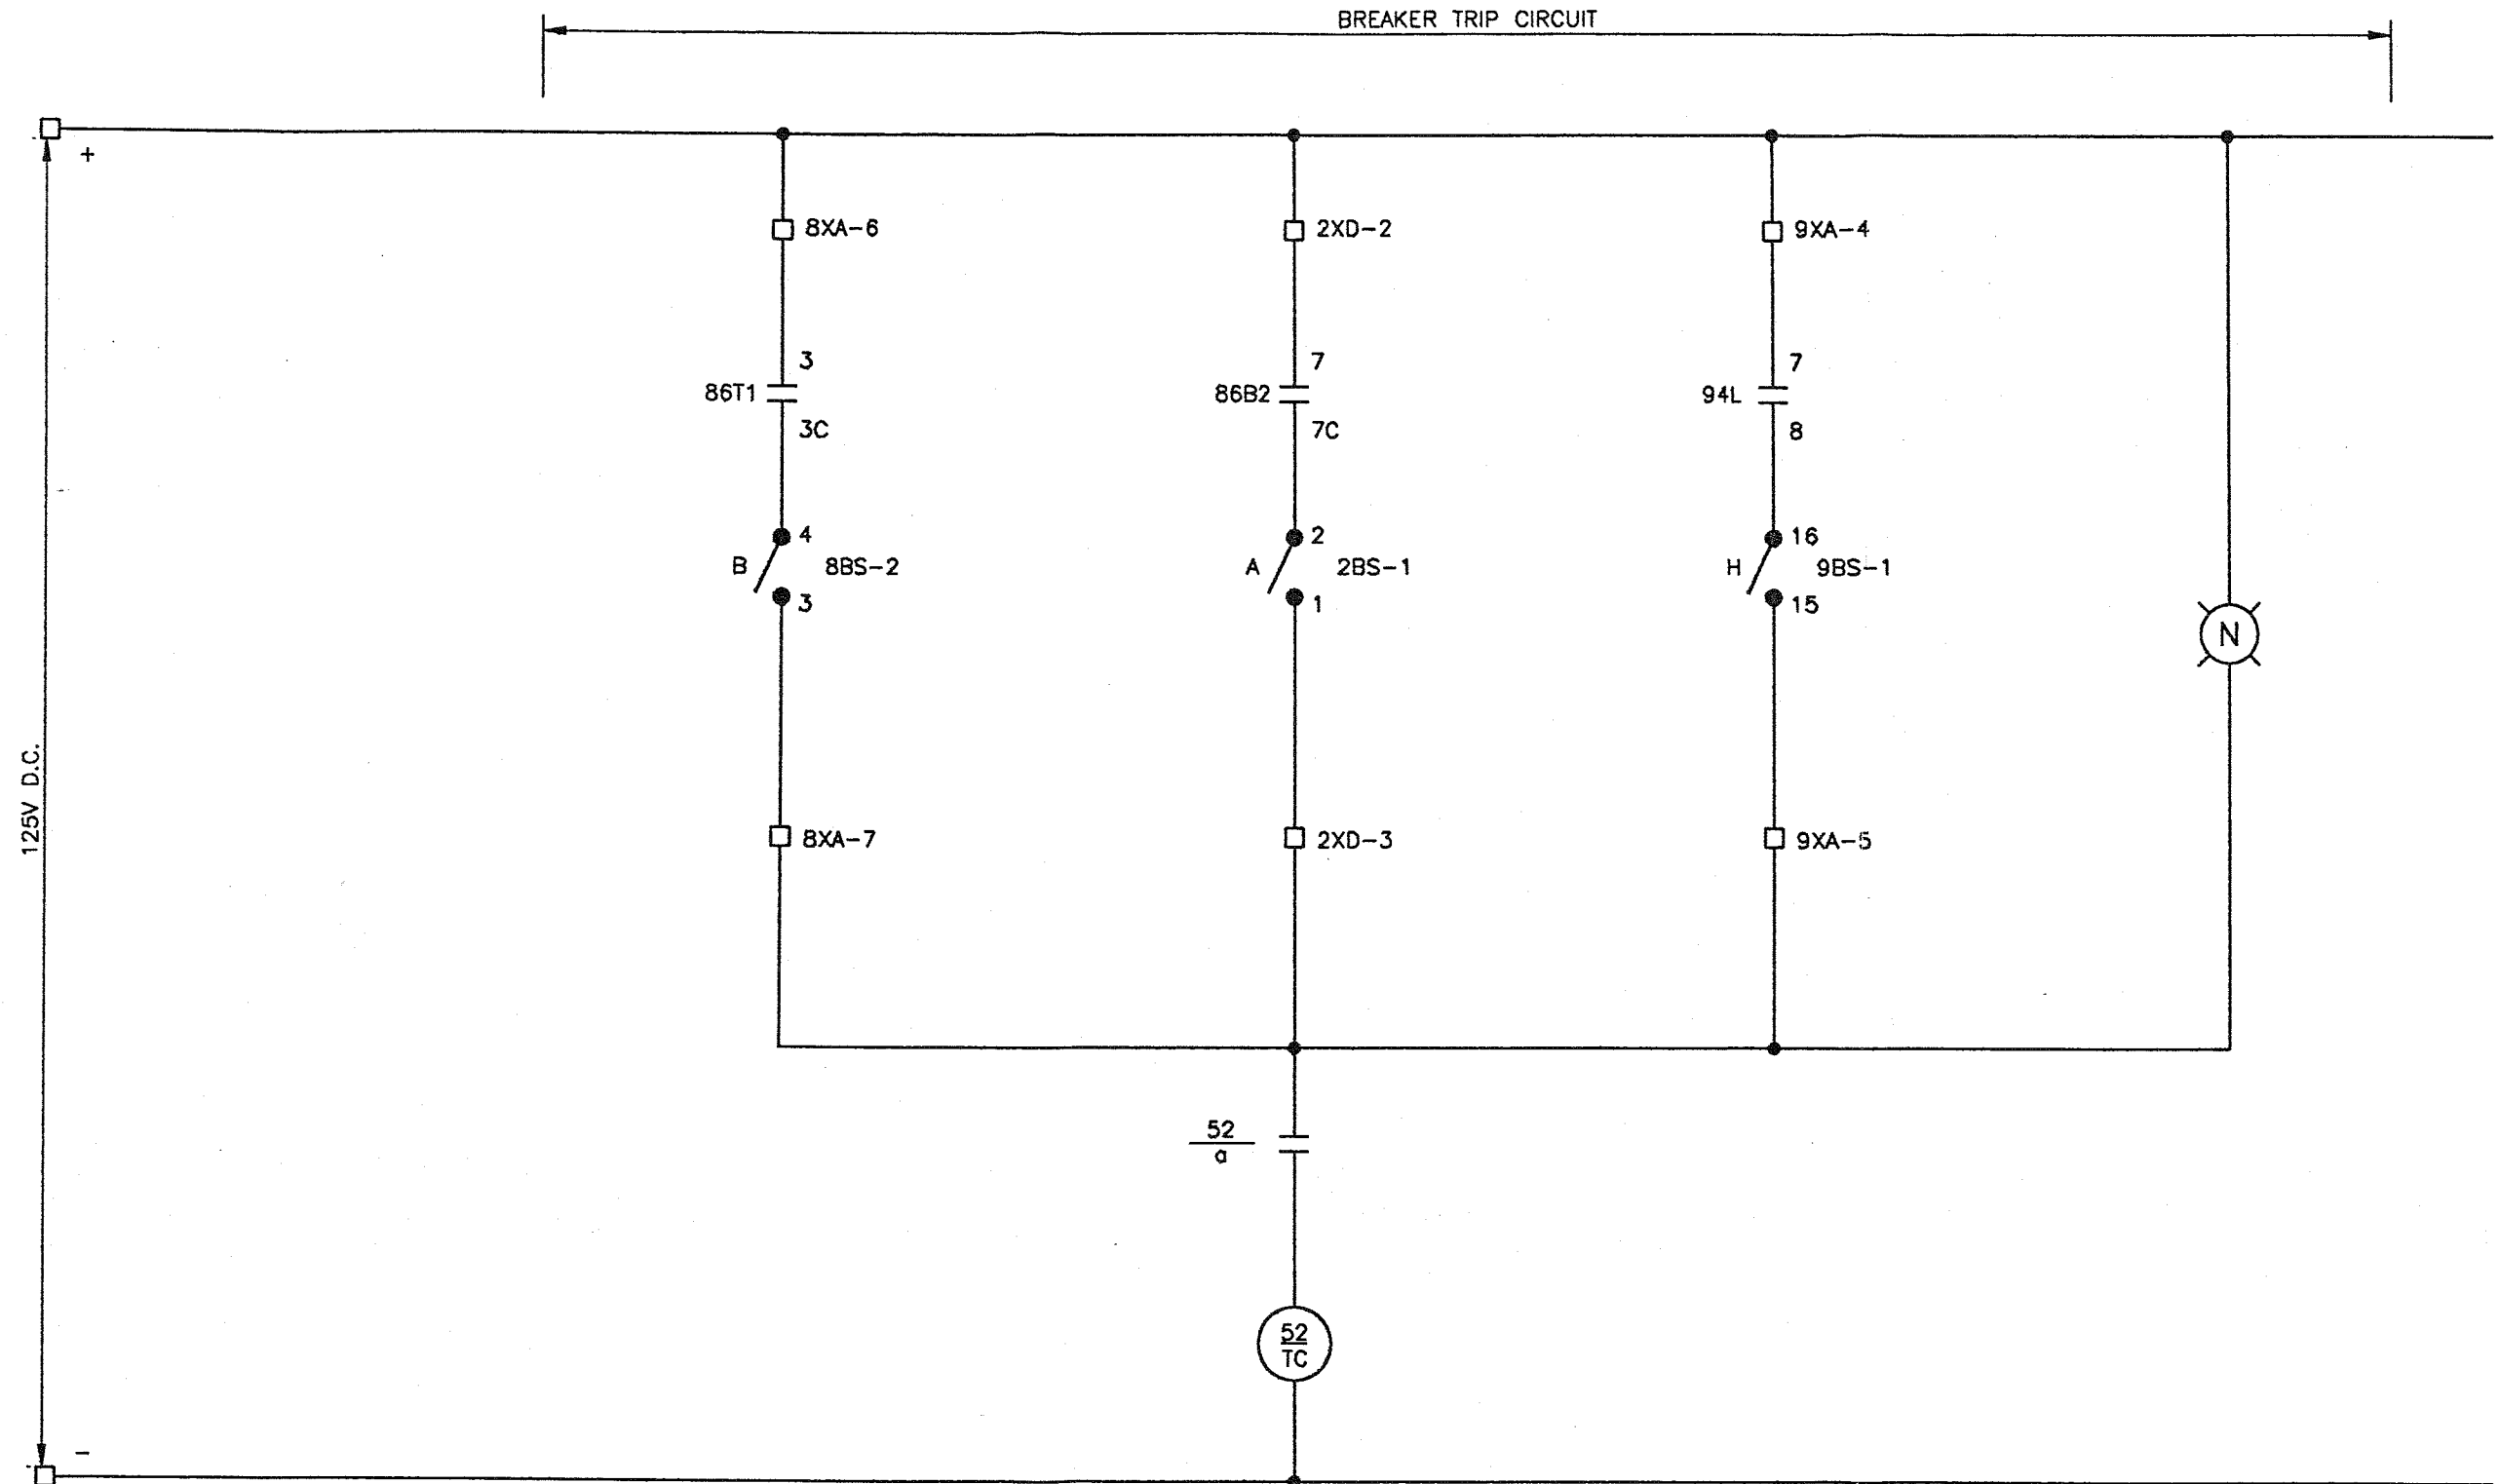 BREAKER TRIP CIRCUIT
+
8XA-6
2XD-2
9XA-4
3
7
7
86T1
86B2
94L
3C
7C
8
4
2
16
B
8BS-2
A
2BS-1
H
9BS-1
3
1
15
N
125V D.C.
8XA-7
2XD-3
9XA-5
52
a
52
TC
-